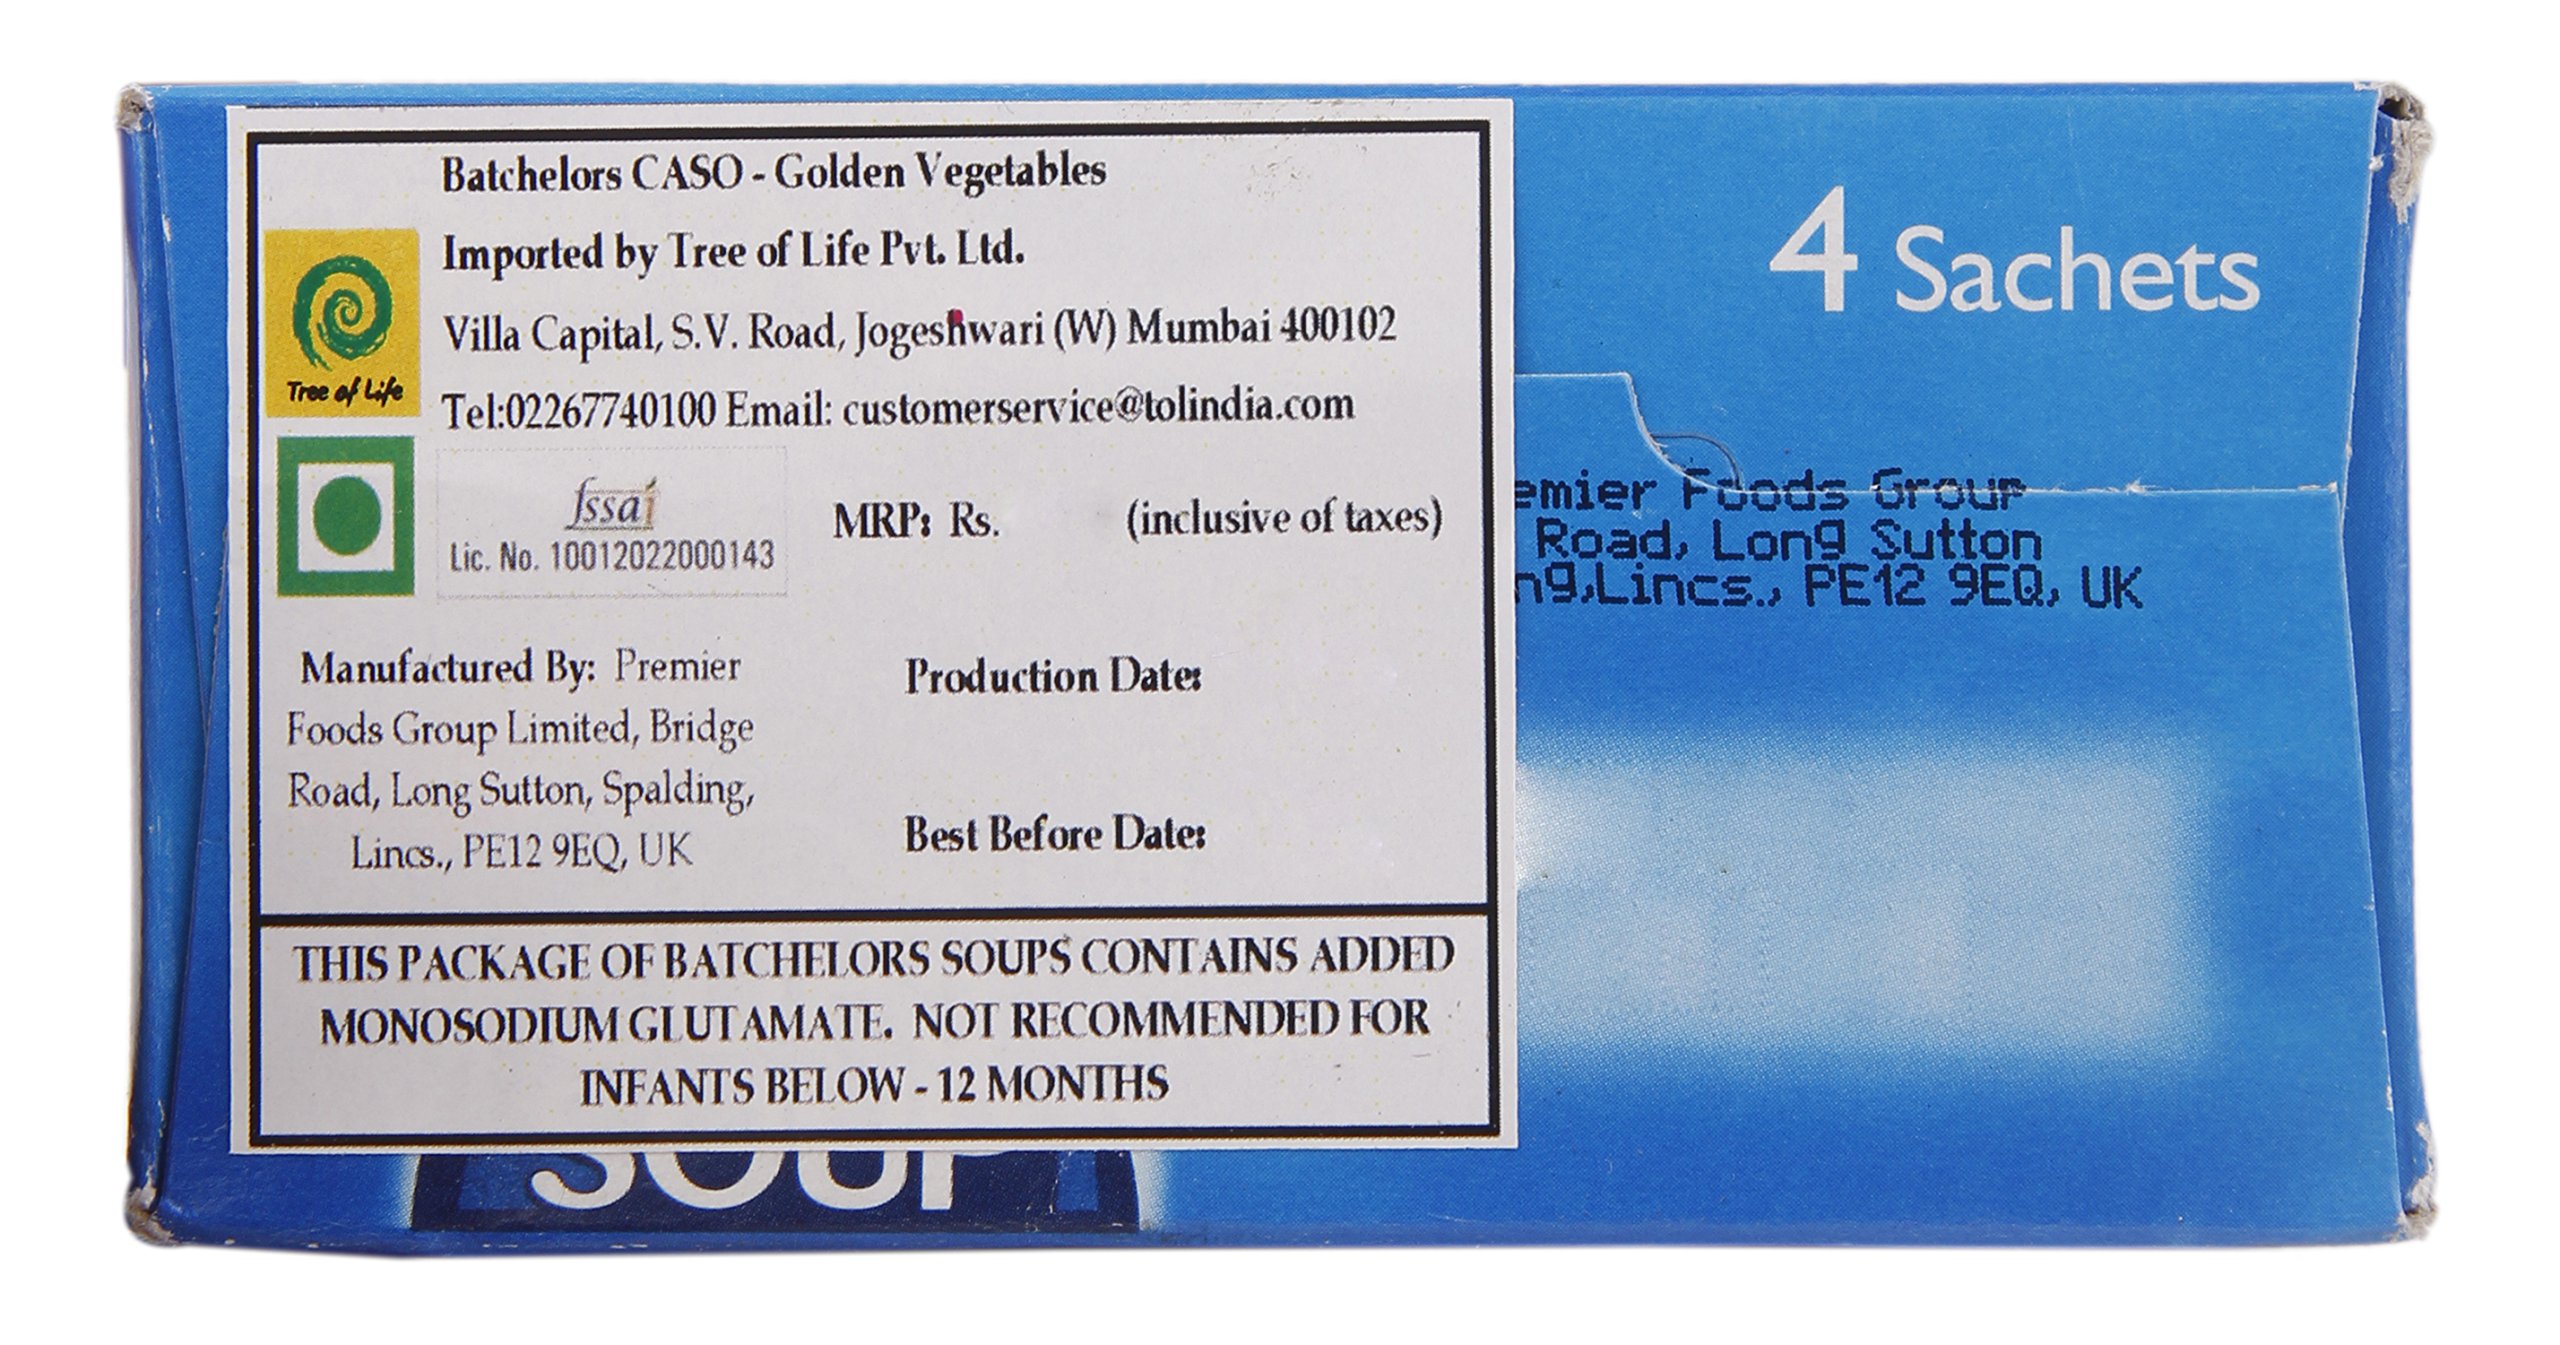 Batchelors CASO - Golden Vegetables
Imported by Tree of Life Pvt. Ltd.
Villa Capital, S.V. Road, Jogeshwari (W) Mumbai 400102
Tel:02267740100 Email: customerservice@tolindia.com
Tree of Life
fssai
Lic. No. 10012022000143
MRP: Rs. (inclusive of taxes)
Manufactured By: Premier
Foods Group Limited, Bridge
Road, Long Sutton, Spalding,
Lincs., PE12 9EQ, UK
Production Date:
Best Before Date:
THIS PACKAGE OF BATCHELORS SOUPS CONTAINS ADDED
MONOSODIUM GLUTAMATE. NOT RECOMMENDED FOR
INFANTS BELOW - 12 MONTHS
4 Sachets
emier Foods Group
Road, Long Sutton
ng,Lincs., PE12 9EQ, UK
SOUP